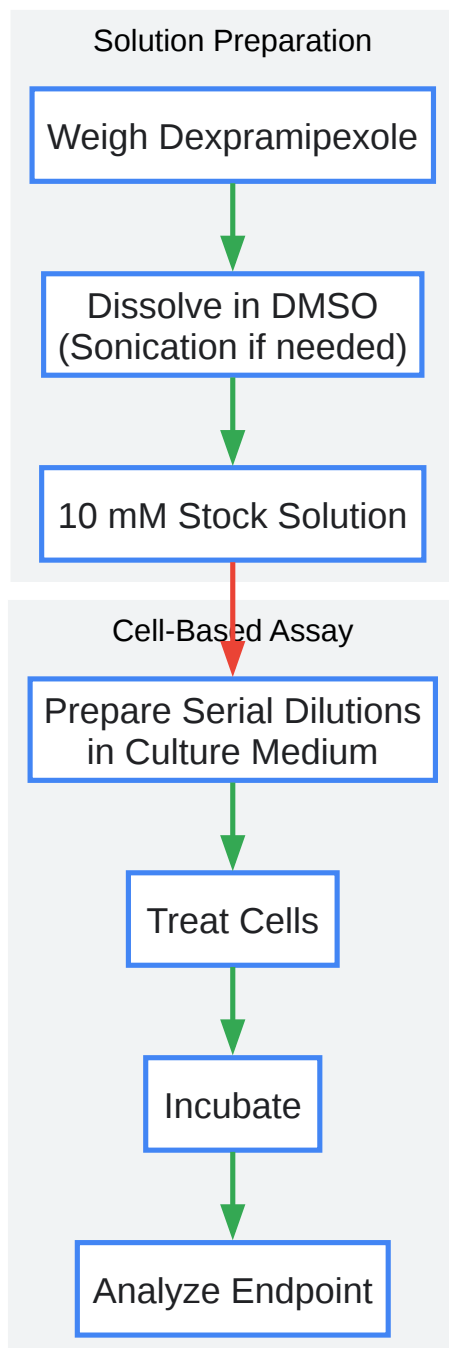 Solution Preparation
Weigh Dexpramipexole
Dissolve in DMSO
(Sonication if needed)
10 mM Stock Solution
Cell-Based Assay
Prepare Serial Dilutions
in Culture Medium
Treat Cells
Incubate
Analyze Endpoint